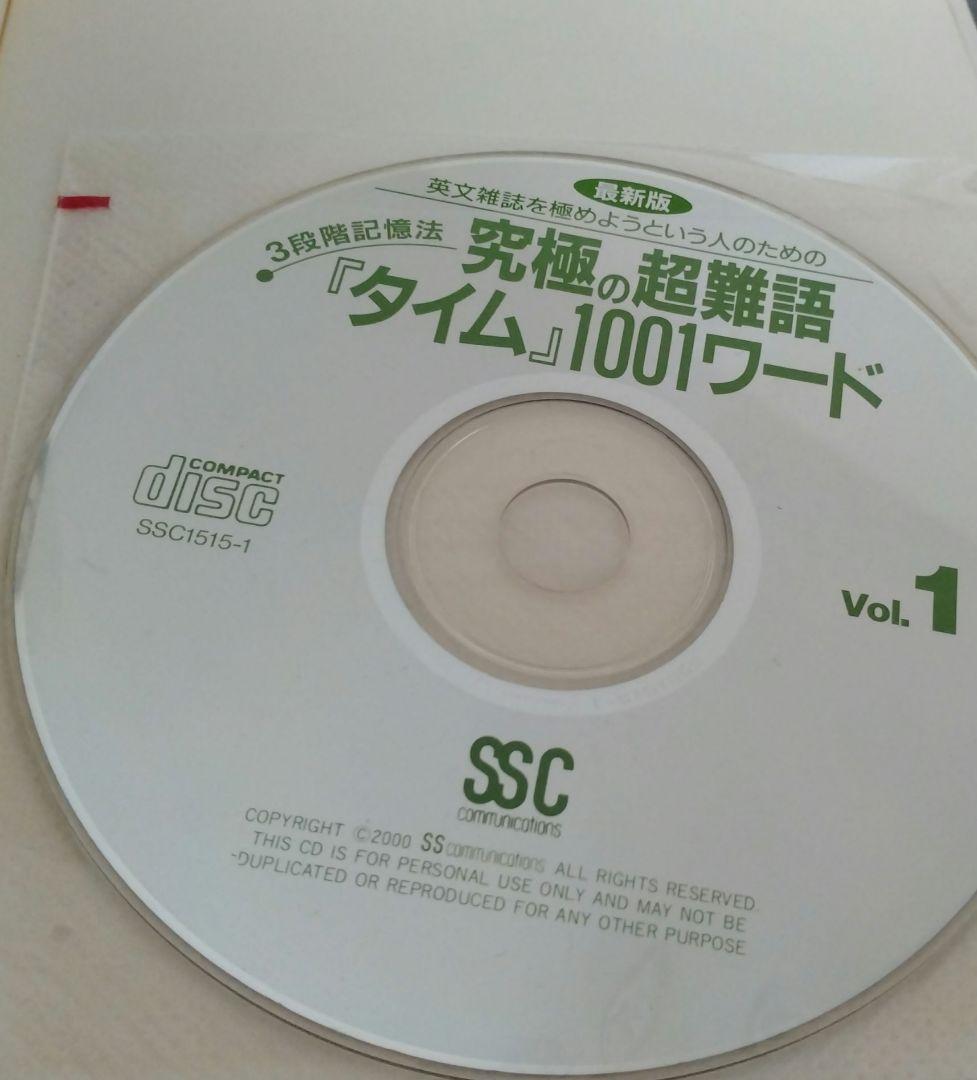 最新版
英文雑誌を極めようという人のための
3段階記憶法
究極の超難語
『タイム』1001ワード
COMPACT
disc
SSC1515-1
Vol.1
SSC
communications
COPYRIGHT ©2000 SS communications ALL RIGHTS RESERVED.
THIS CD IS FOR PERSONAL USE ONLY AND MAY NOT BE
DUPLICATED OR REPRODUCED FOR ANY OTHER PURPOSE